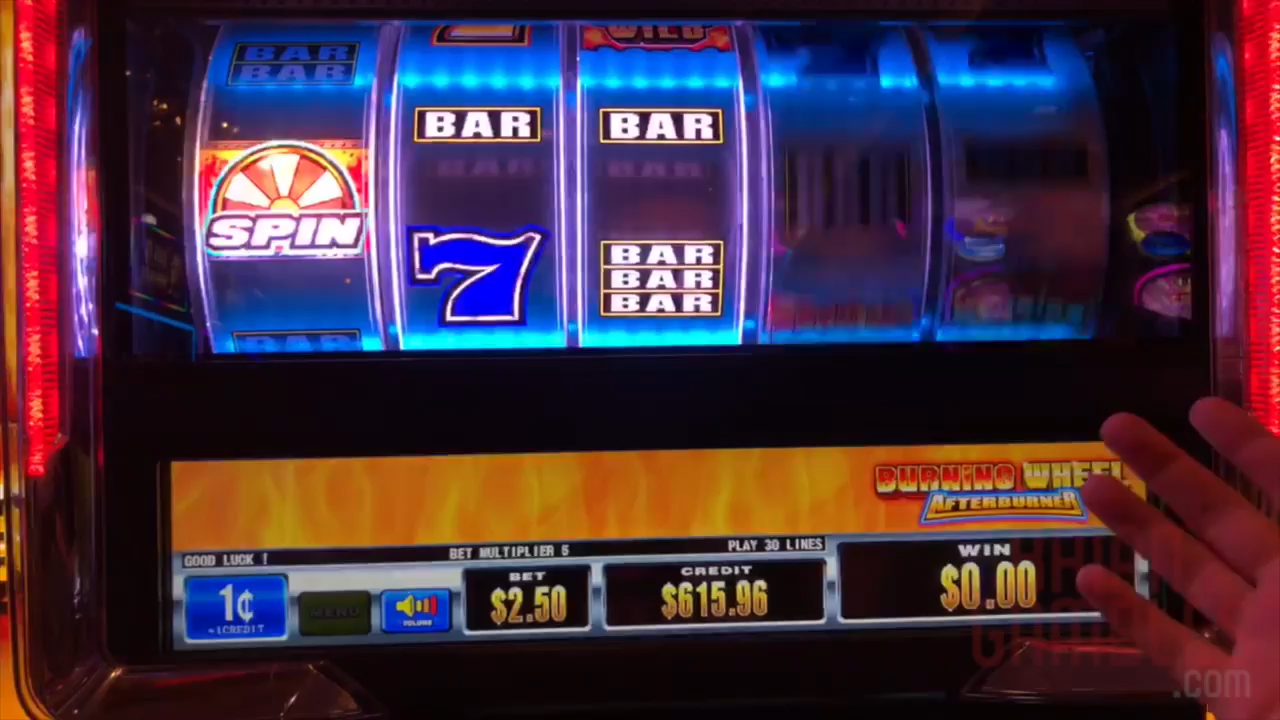 BAR
BAR
WILD
BAR
BAR
SPIN
7
BAR
BAR
BAR
BAR
BURNING WHEEL
AFTERBURNER
GOOD LUCK !
BET MULTIPLIER 5
PLAY 30 LINES
1¢
=1CREDIT
MENU
VOLUME
BET
$2.50
CREDIT
$615.96
WIN
$0.00
.com